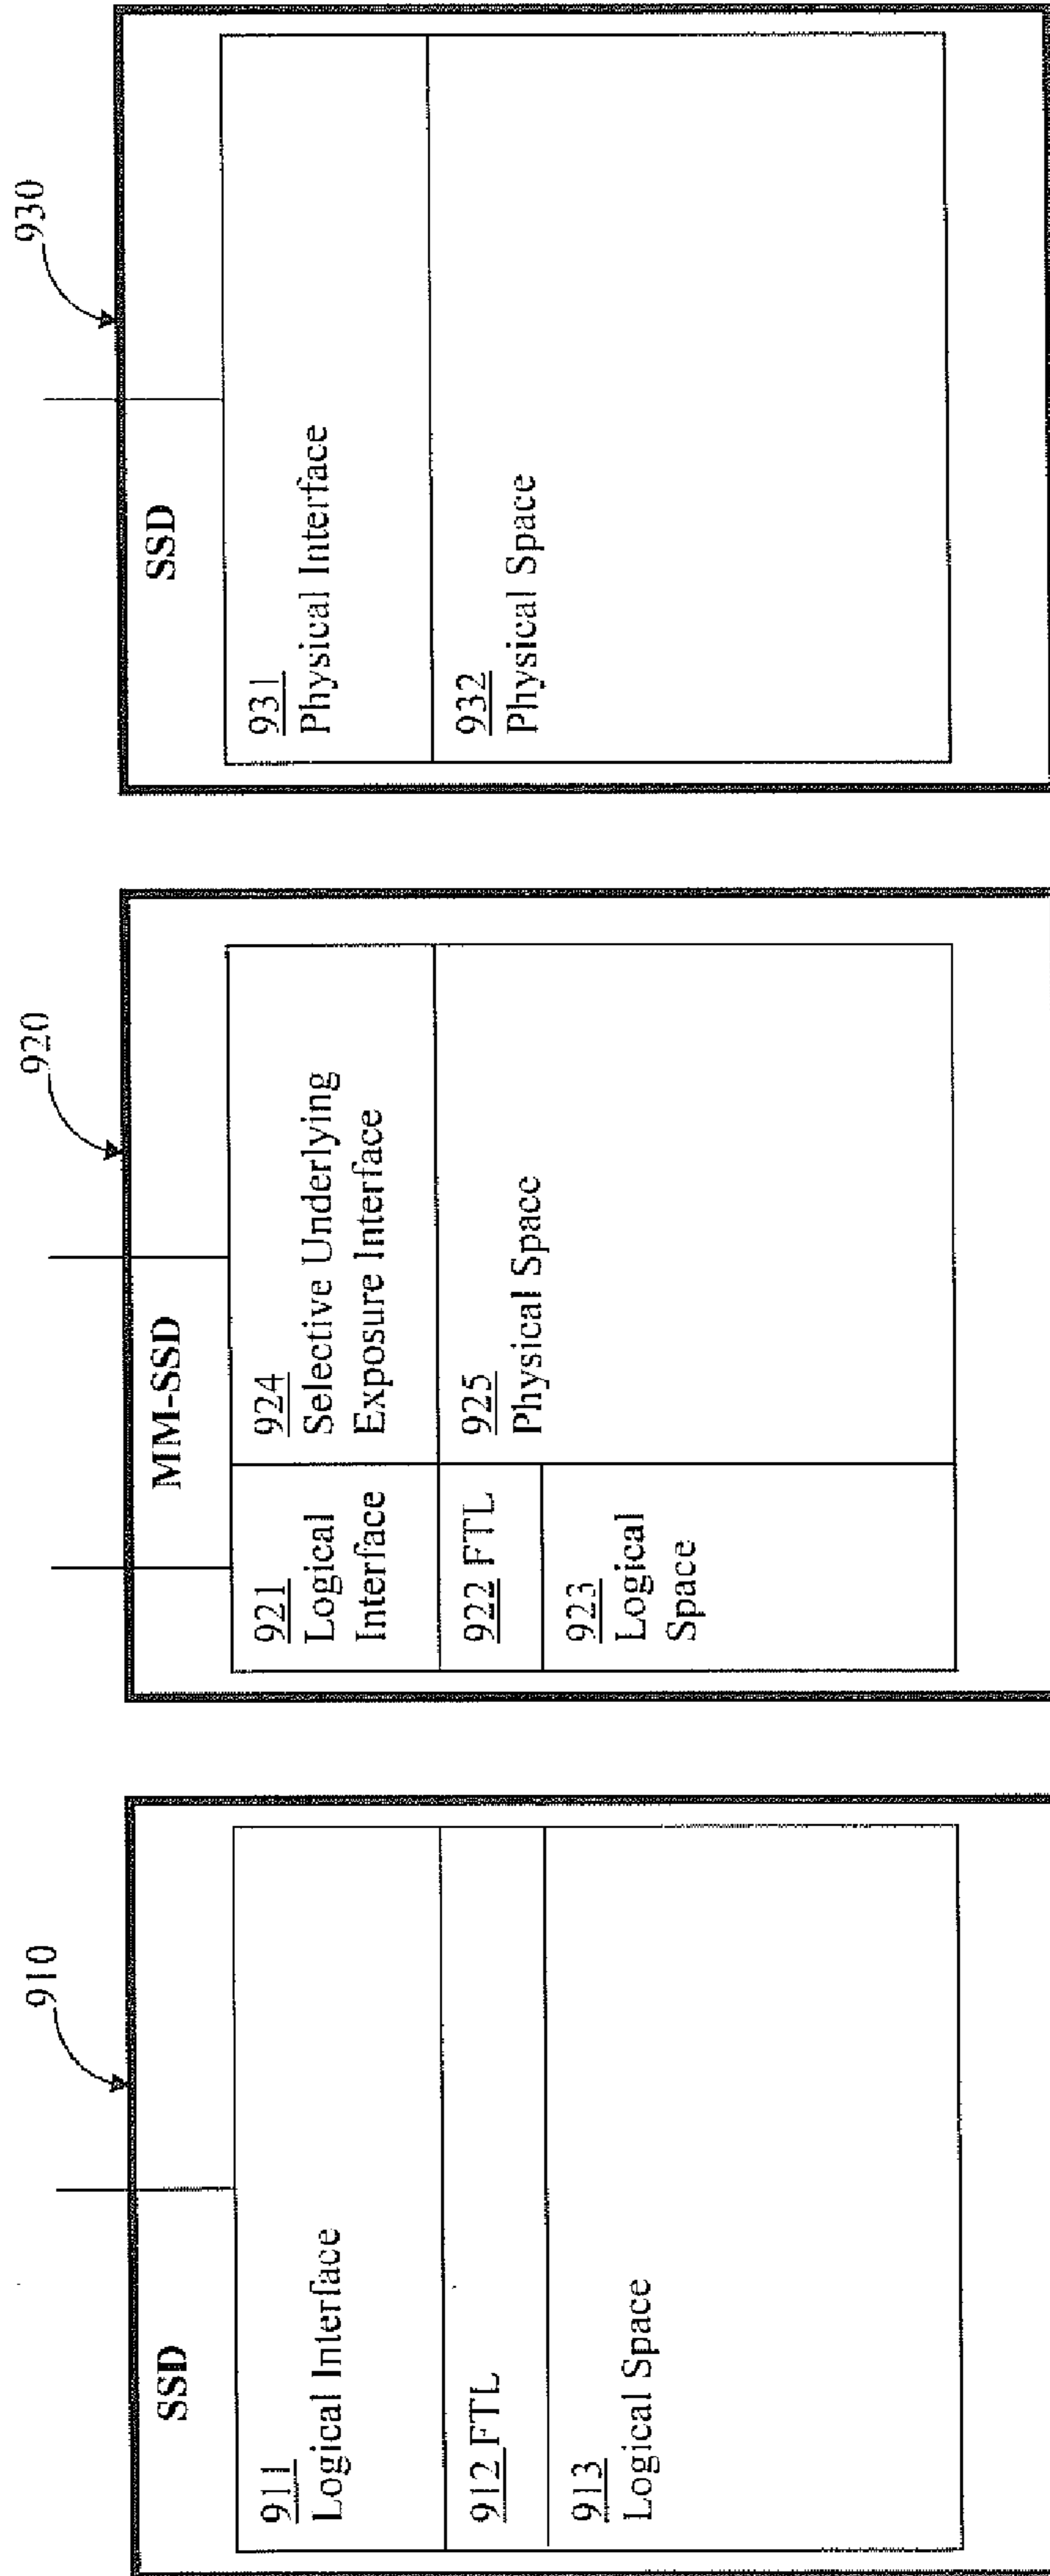 910
SSD
911
Logical Interface
912 FTL
913
Logical Space
920
MM-SSD
921
Logical
Interface
922 FTL
923
Logical
Space
924
Selective Underlying
Exposure Interface
925
Physical Space
930
SSD
931
Physical Interface
932
Physical Space